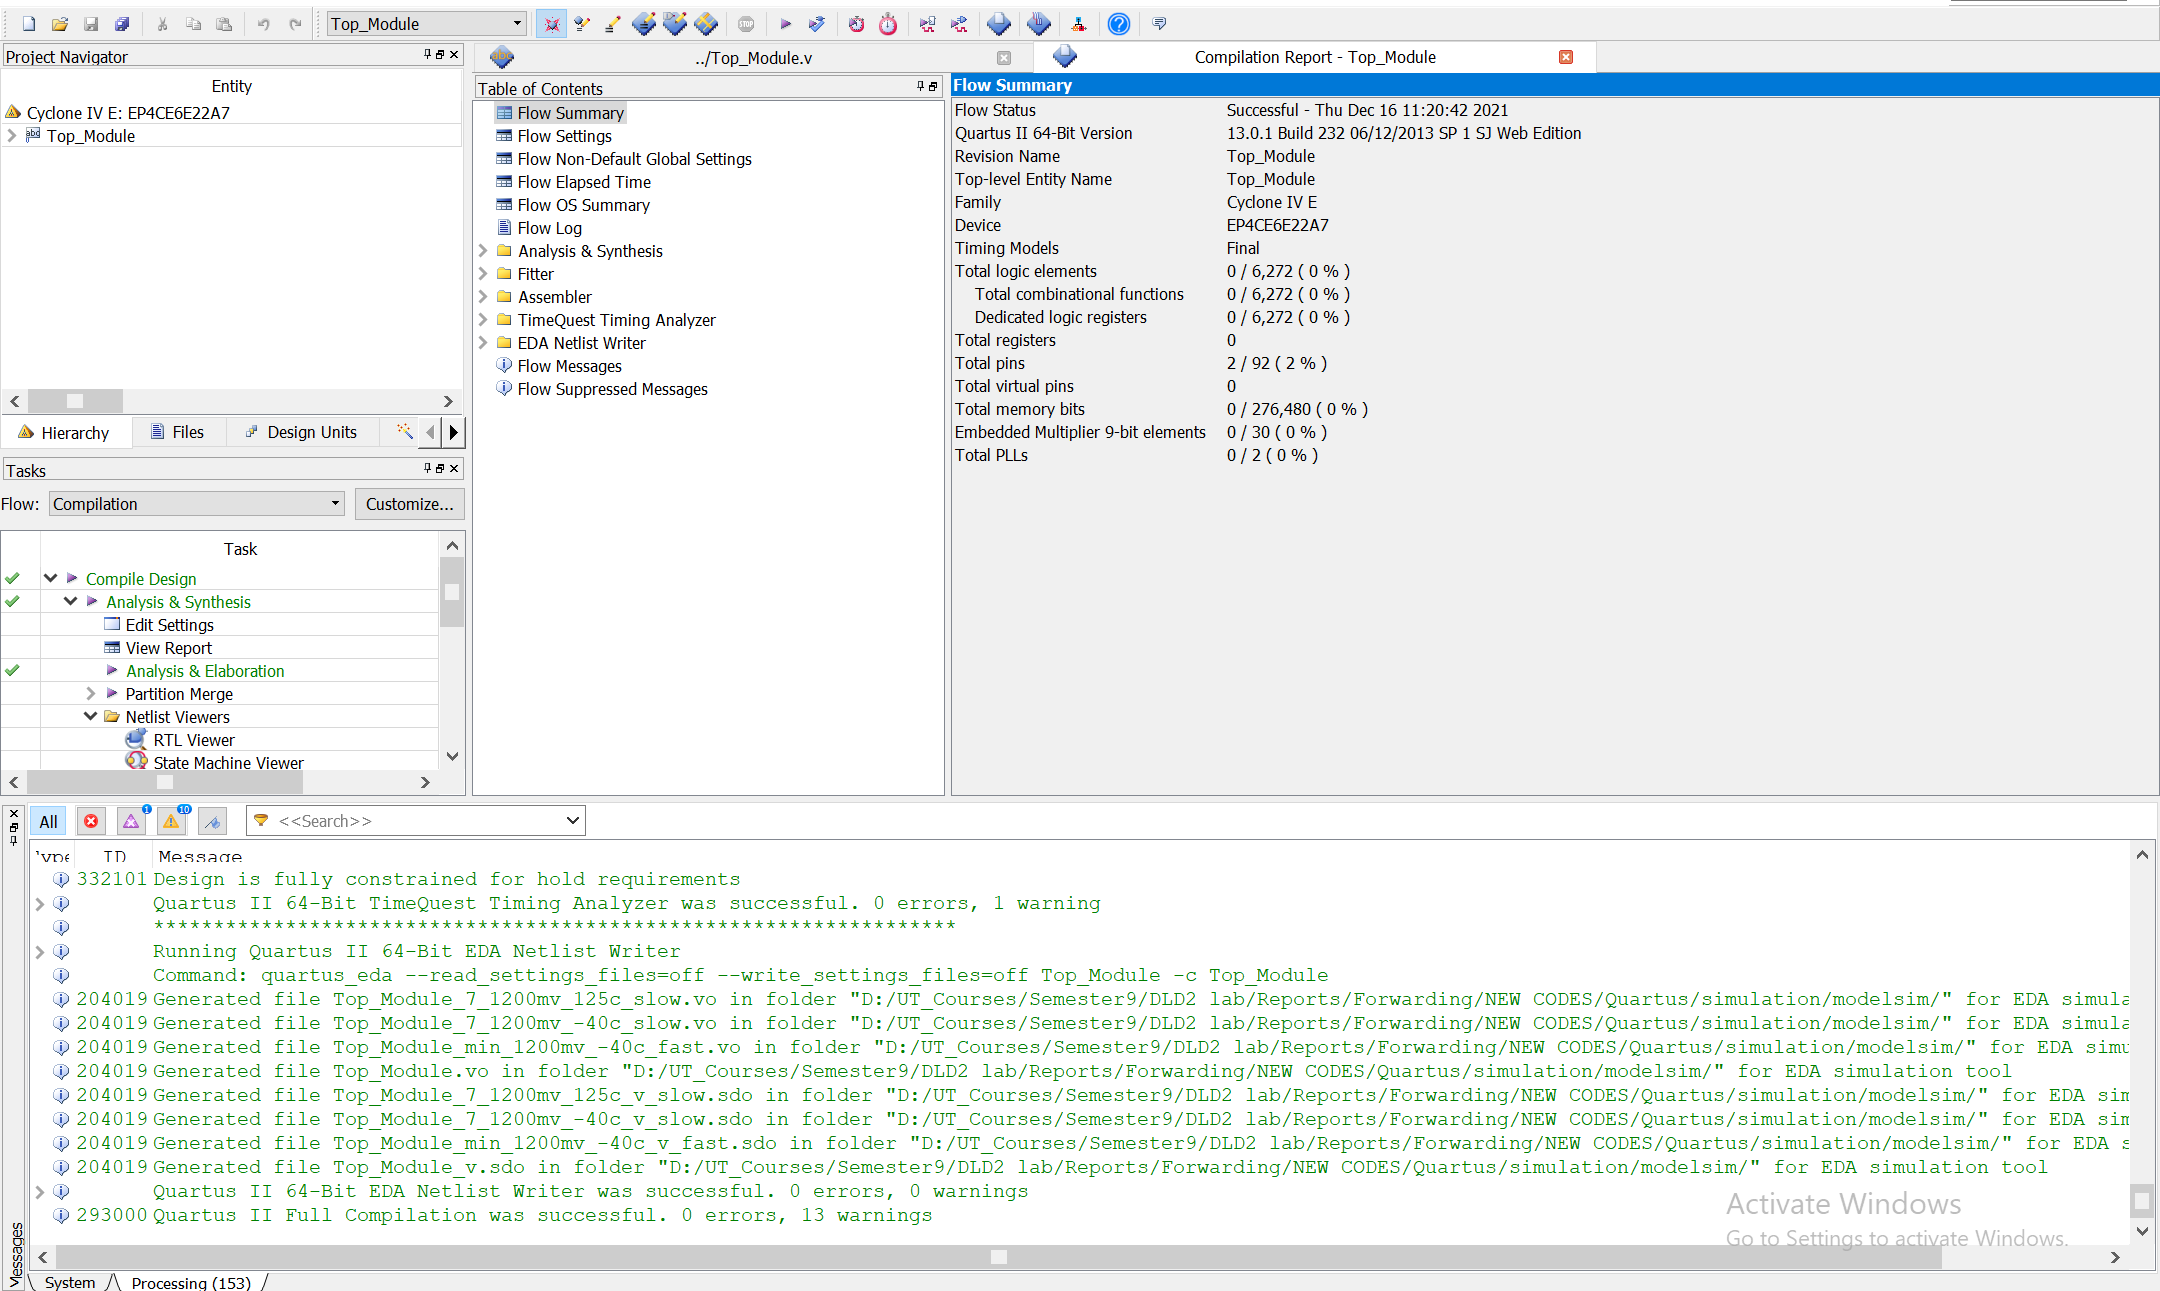 Top_Module
Project Navigator
Entity
Cyclone IV E: EP4CE6E22A7
Top_Module
Hierarchy
Files
Design Units
Tasks
Flow:
Compilation
Customize...
Task
Compile Design
Analysis & Synthesis
Edit Settings
View Report
Analysis & Elaboration
Partition Merge
Netlist Viewers
RTL Viewer
State Machine Viewer
../Top_Module.v
Compilation Report - Top_Module
Table of Contents
Flow Summary
Flow Settings
Flow Non-Default Global Settings
Flow Elapsed Time
Flow OS Summary
Flow Log
Analysis & Synthesis
Fitter
Assembler
TimeQuest Timing Analyzer
EDA Netlist Writer
Flow Messages
Flow Suppressed Messages
Flow Summary
Flow Status Successful - Thu Dec 16 11:20:42 2021
Quartus II 64-Bit Version 13.0.1 Build 232 06/12/2013 SP 1 SJ Web Edition
Revision Name Top_Module
Top-level Entity Name Top_Module
Family Cyclone IV E
Device EP4CE6E22A7
Timing Models Final
Total logic elements 0 / 6,272 ( 0 % )
Total combinational functions 0 / 6,272 ( 0 % )
Dedicated logic registers 0 / 6,272 ( 0 % )
Total registers 0
Total pins 2 / 92 ( 2 % )
Total virtual pins 0
Total memory bits 0 / 276,480 ( 0 % )
Embedded Multiplier 9-bit elements 0 / 30 ( 0 % )
Total PLLs 0 / 2 ( 0 % )
All
1
10
<<Search>>
Type ID Message
332101 Design is fully constrained for hold requirements
Quartus II 64-Bit TimeQuest Timing Analyzer was successful. 0 errors, 1 warning
*******************************************************************
Running Quartus II 64-Bit EDA Netlist Writer
Command: quartus_eda --read_settings_files=off --write_settings_files=off Top_Module -c Top_Module
204019 Generated file Top_Module_7_1200mv_125c_slow.vo in folder "D:/UT_Courses/Semester9/DLD2 lab/Reports/Forwarding/NEW CODES/Quartus/simulation/modelsim/" for EDA simula
204019 Generated file Top_Module_7_1200mv_-40c_slow.vo in folder "D:/UT_Courses/Semester9/DLD2 lab/Reports/Forwarding/NEW CODES/Quartus/simulation/modelsim/" for EDA simula
204019 Generated file Top_Module_min_1200mv_-40c_fast.vo in folder "D:/UT_Courses/Semester9/DLD2 lab/Reports/Forwarding/NEW CODES/Quartus/simulation/modelsim/" for EDA simu
204019 Generated file Top_Module.vo in folder "D:/UT_Courses/Semester9/DLD2 lab/Reports/Forwarding/NEW CODES/Quartus/simulation/modelsim/" for EDA simulation tool
204019 Generated file Top_Module_7_1200mv_125c_v_slow.sdo in folder "D:/UT_Courses/Semester9/DLD2 lab/Reports/Forwarding/NEW CODES/Quartus/simulation/modelsim/" for EDA sim
204019 Generated file Top_Module_7_1200mv_-40c_v_slow.sdo in folder "D:/UT_Courses/Semester9/DLD2 lab/Reports/Forwarding/NEW CODES/Quartus/simulation/modelsim/" for EDA sim
204019 Generated file Top_Module_min_1200mv_-40c_v_fast.sdo in folder "D:/UT_Courses/Semester9/DLD2 lab/Reports/Forwarding/NEW CODES/Quartus/simulation/modelsim/" for EDA s
204019 Generated file Top_Module_v.sdo in folder "D:/UT_Courses/Semester9/DLD2 lab/Reports/Forwarding/NEW CODES/Quartus/simulation/modelsim/" for EDA simulation tool
Quartus II 64-Bit EDA Netlist Writer was successful. 0 errors, 0 warnings
293000 Quartus II Full Compilation was successful. 0 errors, 13 warnings
Activate Windows
Go to Settings to activate Windows.
Messages
System
Processing (153)